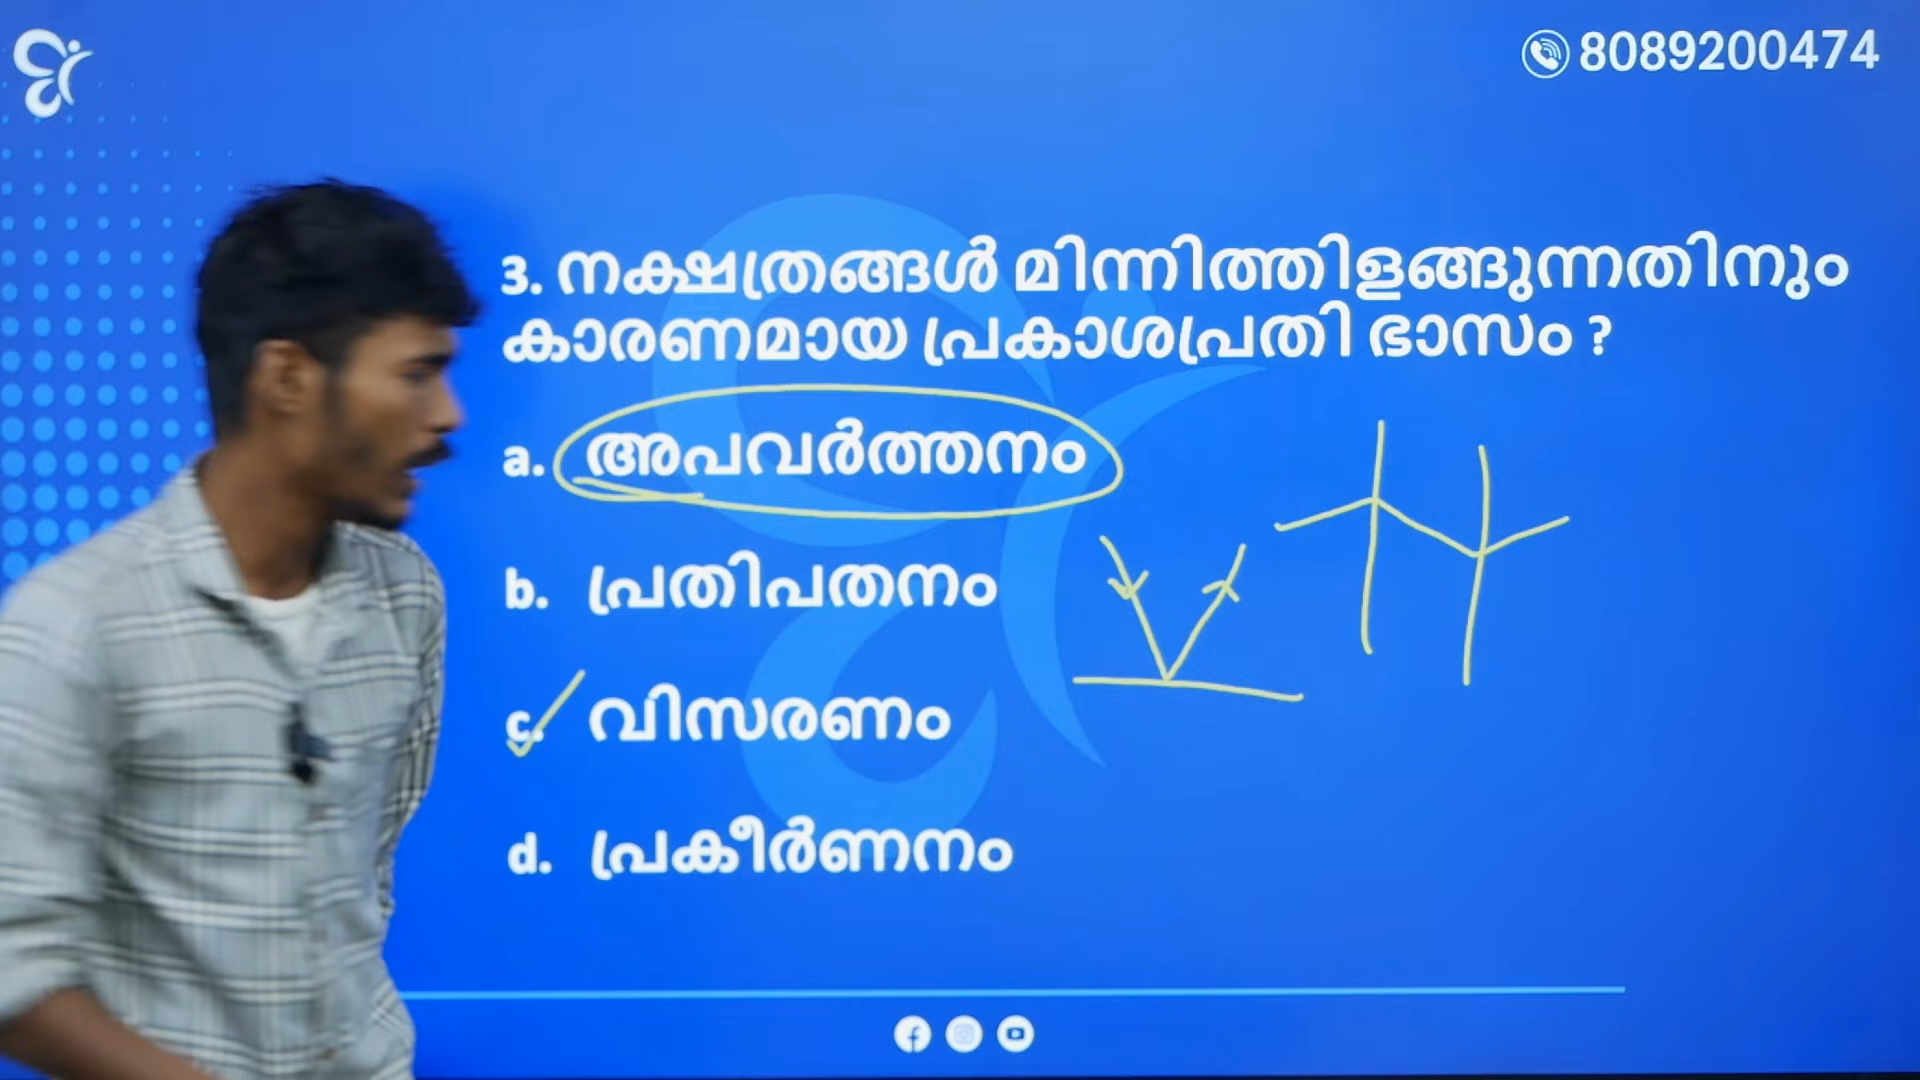 8089200474
3. നക്ഷത്രങ്ങൾ മിന്നിത്തിളങ്ങുന്നതിനും
കാരണമായ പ്രകാശപ്രതി ഭാസം ?
a. അപവർത്തനം
b. പ്രതിപതനം
c. വിസരണം
d. പ്രകീർണനം